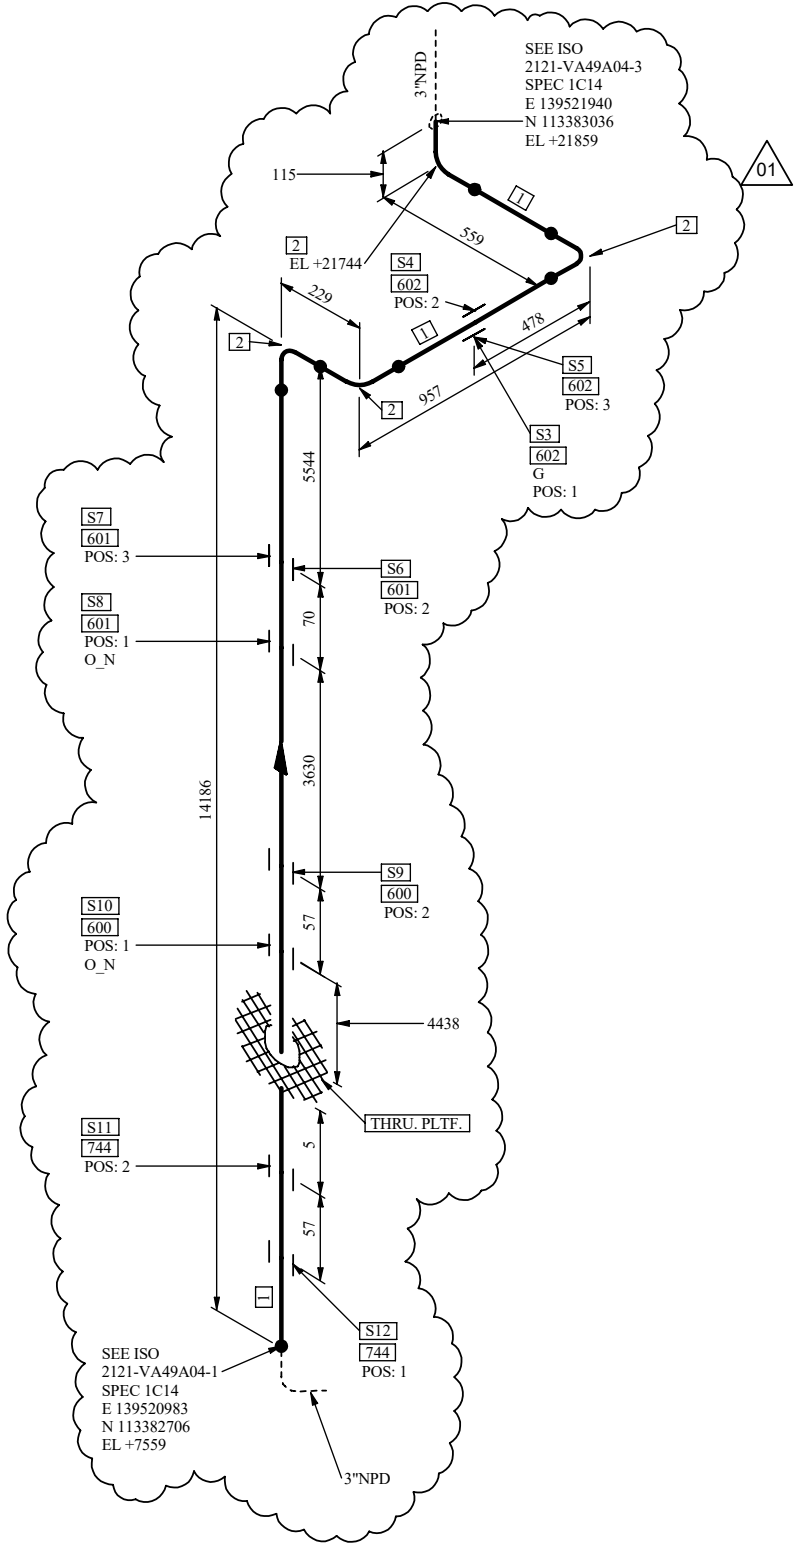 3"NPD
SEE ISO
2121-VA49A04-3
SPEC 1C14
E 139521940
N 113383036
EL +21859
01
115
1
559
2
2
EL +21744
S4
602
POS: 2
229
1
478
2
S5
602
POS: 3
957
2
S3
602
G
POS: 1
5544
S7
601
POS: 3
S6
601
POS: 2
S8
601
POS: 1
O_N
70
3630
14186
S9
600
POS: 2
S10
600
POS: 1
O_N
57
4438
THRU. PLTF.
S11
744
POS: 2
5
57
1
S12
744
POS: 1
SEE ISO
2121-VA49A04-1
SPEC 1C14
E 139520983
N 113382706
EL +7559
3"NPD